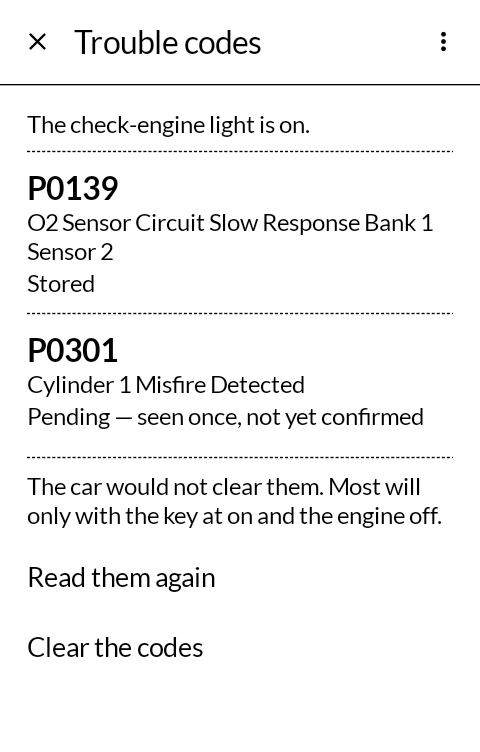 Trouble codes
The check-engine light is on.
P0139
O2 Sensor Circuit Slow Response Bank 1
Sensor 2
Stored
P0301
Cylinder 1 Misfire Detected
Pending — seen once, not yet confirmed
The car would not clear them. Most will
only with the key at on and the engine off.
Read them again
Clear the codes